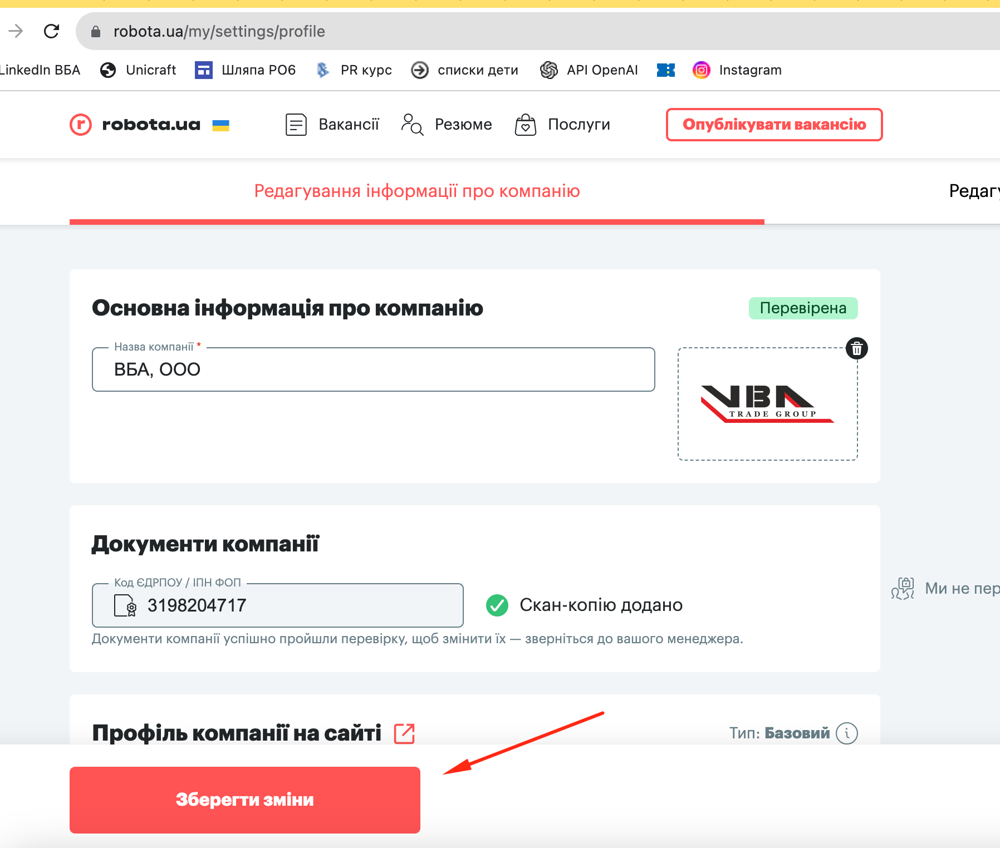 robota.ua/my/settings/profile
LinkedIn ВБА Unicraft Шляпа РОБ PR курс списки дети API OpenAI Instagram
r robota.ua Вакансії Резюме Послуги Опублікувати вакансію
Редагування інформації про компанію Редагу
Основна інформація про компанію Перевірена
Назва компанії *
ВБА, ООО
VBA
TRADE GROUP
Документи компанії
Код ЄДРПОУ / ІПН ФОП
3198204717 Скан-копію додано
Ми не пер
Документи компанії успішно пройшли перевірку, щоб змінити їх — зверніться до вашого менеджера.
Профіль компанії на сайті Тип: Базовий
Зберегти зміни